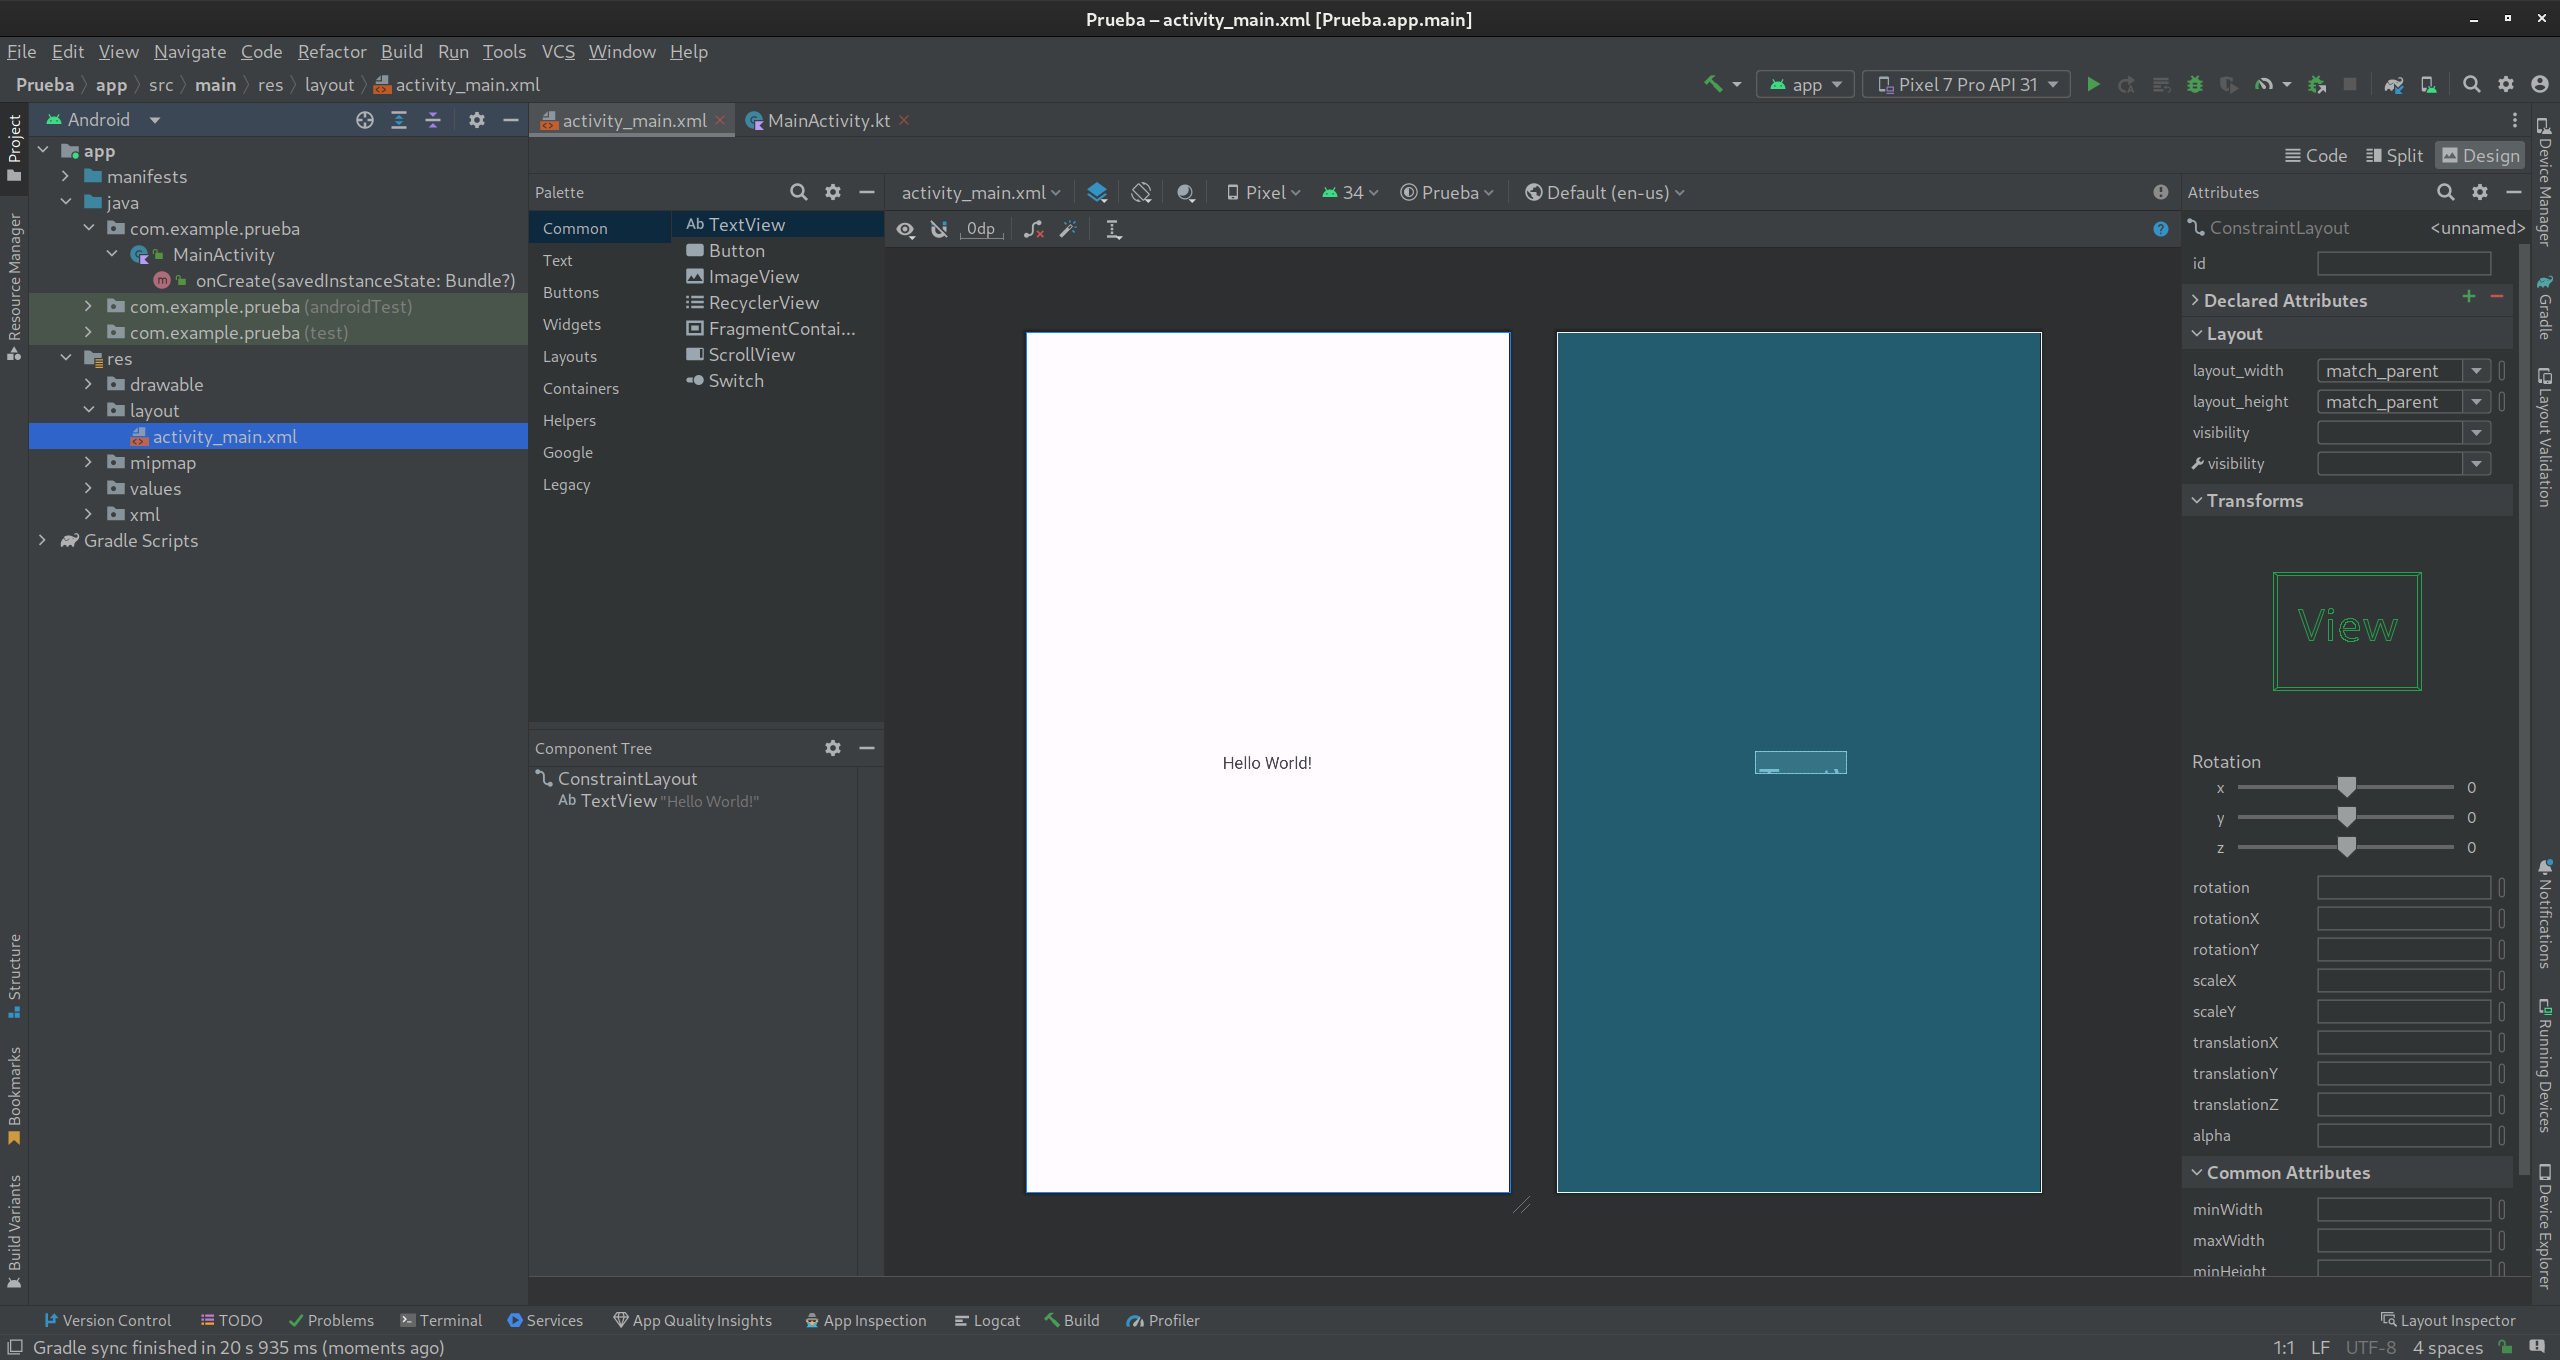 Prueba – activity_main.xml [Prueba.app.main]
File Edit View Navigate Code Refactor Build Run Tools VCS Window Help
Prueba app src main res layout activity_main.xml
app Pixel 7 Pro API 31
Project
Resource Manager
Structure
Bookmarks
Build Variants
Android
app
manifests
java
com.example.prueba
MainActivity
onCreate(savedInstanceState: Bundle?)
com.example.prueba (androidTest)
com.example.prueba (test)
res
drawable
layout
activity_main.xml
mipmap
values
xml
Gradle Scripts
activity_main.xml MainActivity.kt
Code Split Design
Palette
Common
Text
Buttons
Widgets
Layouts
Containers
Helpers
Google
Legacy
Ab TextView
Button
ImageView
RecyclerView
FragmentContai...
ScrollView
Switch
Component Tree
ConstraintLayout
Ab TextView "Hello World!"
activity_main.xml Pixel 34 Prueba Default (en-us)
0dp
Hello World!
Attributes
ConstraintLayout <unnamed>
id
Declared Attributes
Layout
layout_width match_parent
layout_height match_parent
visibility
visibility
Transforms
View
Rotation
x 0
y 0
z 0
rotation
rotationX
rotationY
scaleX
scaleY
translationX
translationY
translationZ
alpha
Common Attributes
minWidth
maxWidth
minHeight
Device Manager
Gradle
Layout Validation
Notifications
Running Devices
Device Explorer
Version Control TODO Problems Terminal Services App Quality Insights App Inspection Logcat Build Profiler Layout Inspector
Gradle sync finished in 20 s 935 ms (moments ago) 1:1 LF UTF-8 4 spaces